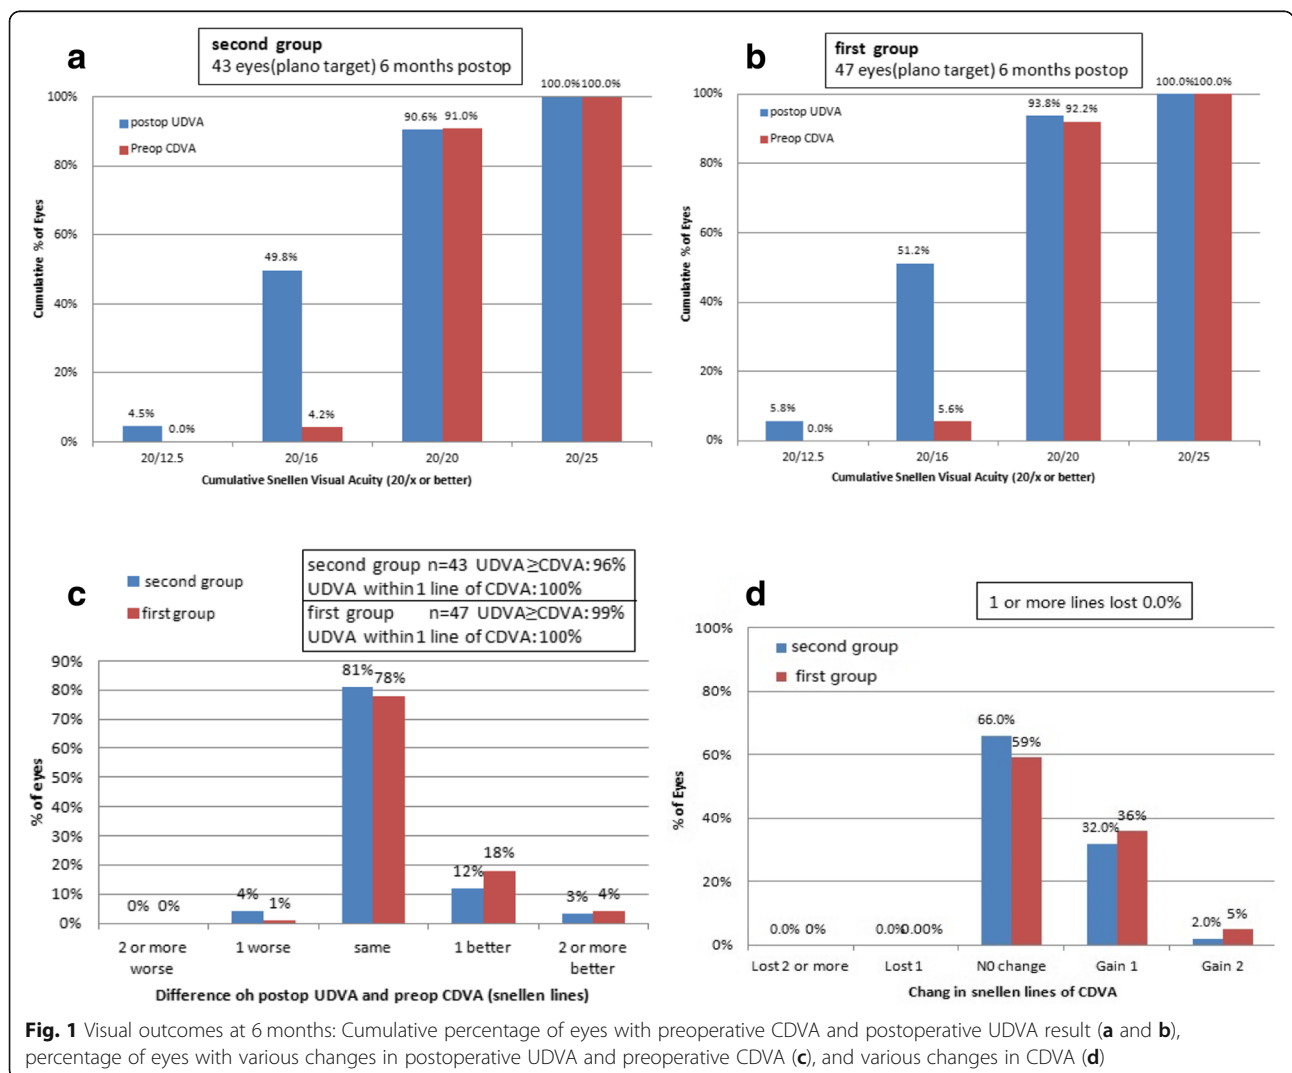 a
second group
43 eyes(plano target) 6 months postop
100%
80%
60%
40%
20%
0%
Cumulative % of Eyes
postop UDVA
Preop CDVA
4.5%
0.0%
49.8%
4.2%
90.6%
91.0%
100.0%
100.0%
20/12.5
20/16
20/20
20/25
Cumulative Snellen Visual Acuity (20/x or better)
b
first group
47 eyes(plano target) 6 months postop
100%
80%
60%
40%
20%
0%
Cumulative % of Eyes
postop UDVA
Preop CDVA
5.8%
0.0%
51.2%
5.6%
93.8%
92.2%
100.0%
100.0%
20/12.5
20/16
20/20
20/25
Cumulative Snellen Visual Acuity (20/x or better)
c
second group
first group
second group n=43 UDVA≥CDVA:96%
UDVA within 1 line of CDVA:100%
first group n=47 UDVA≥CDVA:99%
UDVA within 1 line of CDVA:100%
90%
80%
70%
60%
50%
40%
30%
20%
10%
0%
% of eyes
0%
0%
4%
1%
81%
78%
12%
18%
3%
4%
2 or more
worse
1 worse
same
1 better
2 or more
better
Difference oh postop UDVA and preop CDVA (snellen lines)
d
1 or more lines lost 0.0%
second group
first group
100%
80%
60%
40%
20%
0%
% of Eyes
0.0%
0%
0.0%
0.00%
66.0%
59%
32.0%
36%
2.0%
5%
Lost 2 or more
Lost 1
N0 change
Gain 1
Gain 2
Chang in snellen lines of CDVA
Fig. 1 Visual outcomes at 6 months: Cumulative percentage of eyes with preoperative CDVA and postoperative UDVA result (a and b),
percentage of eyes with various changes in postoperative UDVA and preoperative CDVA (c), and various changes in CDVA (d)